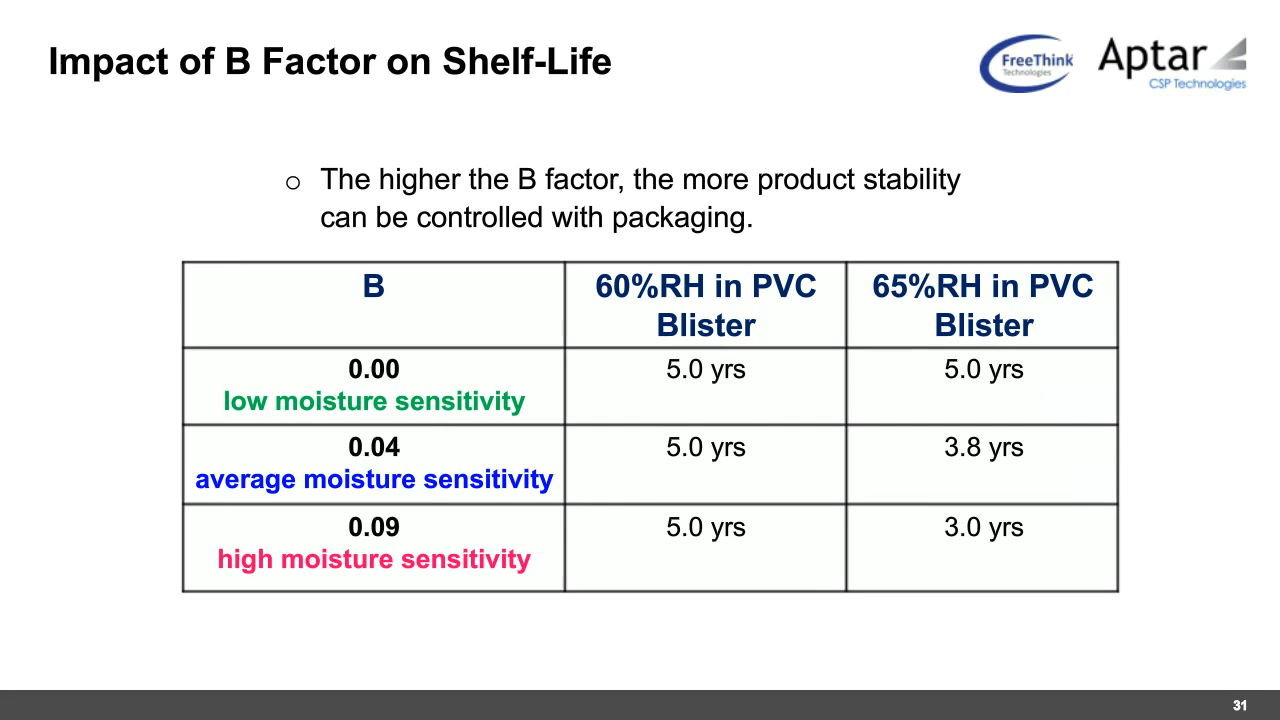 Impact of B Factor on Shelf-Life
FreeThink
Technologies
Aptar
CSP Technologies
○ The higher the B factor, the more product stability
can be controlled with packaging.
B
60%RH in PVC
Blister
65%RH in PVC
Blister
0.00
low moisture sensitivity
5.0 yrs
5.0 yrs
0.04
average moisture sensitivity
5.0 yrs
3.8 yrs
0.09
high moisture sensitivity
5.0 yrs
3.0 yrs
31